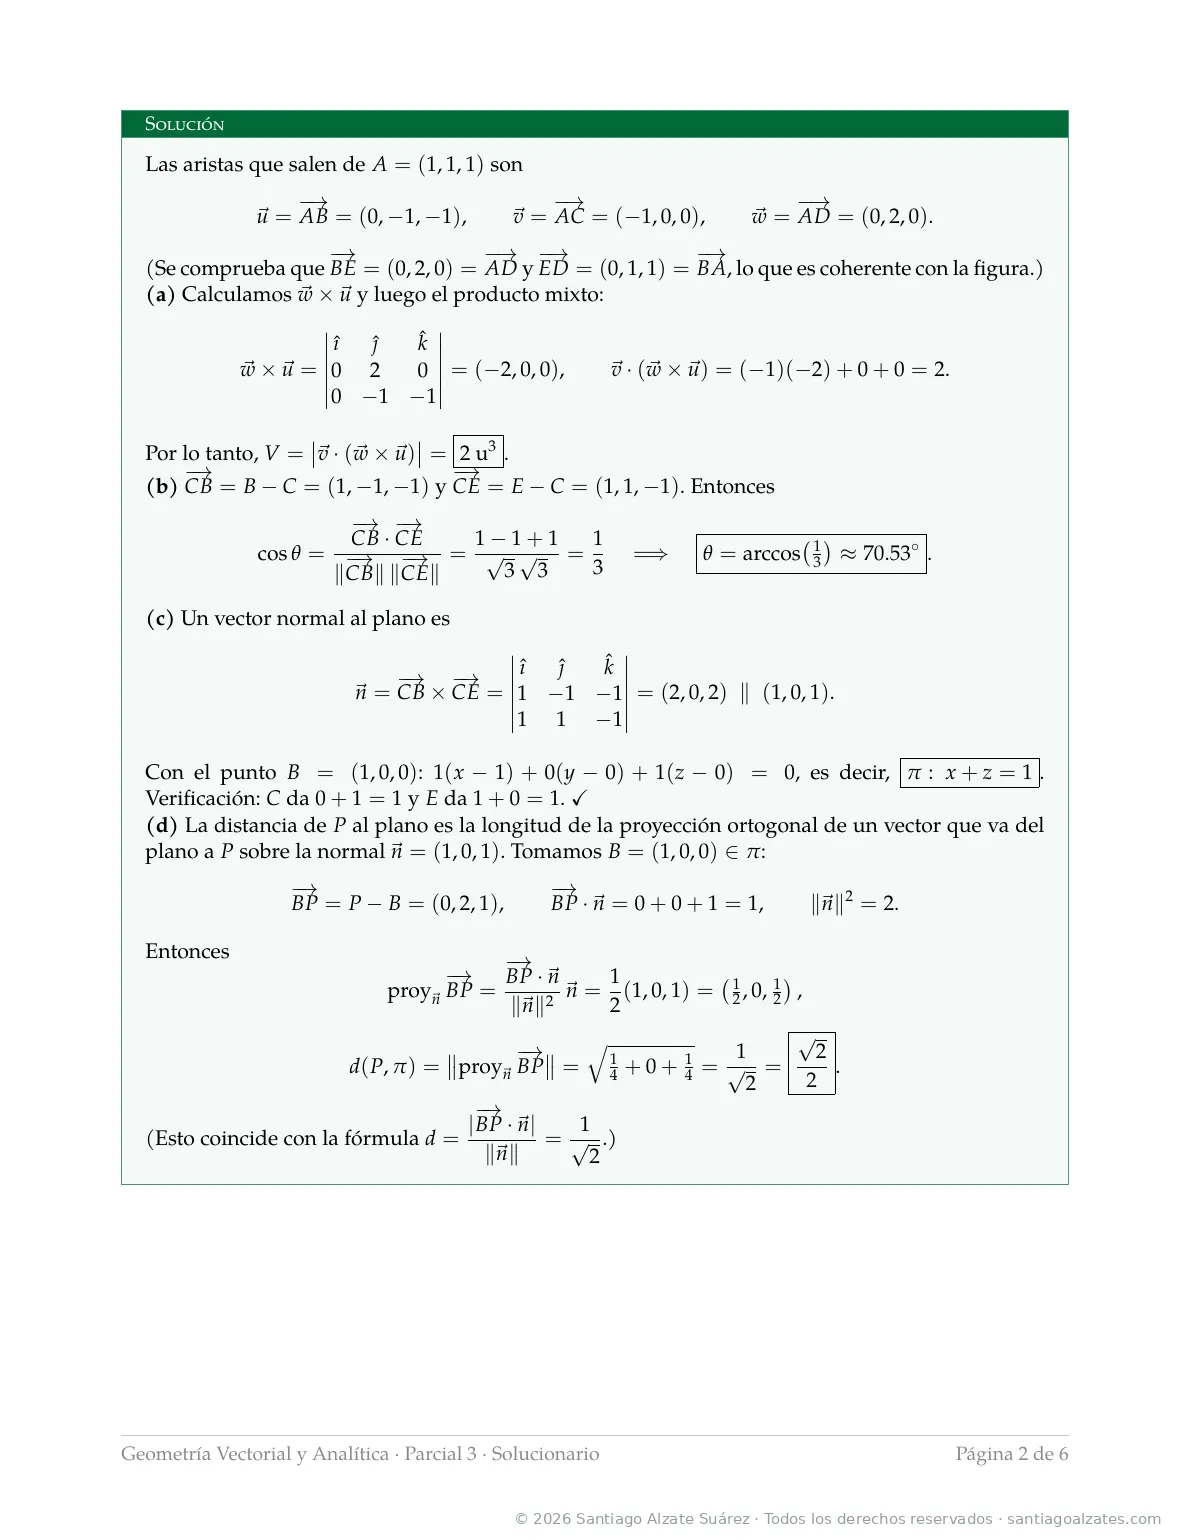 Solución
Las aristas que salen de A = (1, 1, 1) son
u⃗ = AB⃗ = (0, −1, −1), v⃗ = AC⃗ = (−1, 0, 0), w⃗ = AD⃗ = (0, 2, 0).
(Se comprueba que BE⃗ = (0, 2, 0) = AD⃗ y ED⃗ = (0, 1, 1) = BA⃗, lo que es coherente con la figura.)
(a) Calculamos w⃗ × u⃗ y luego el producto mixto:
w⃗ × u⃗ = | î ĵ k̂ ; 0 2 0 ; 0 −1 −1 | = (−2, 0, 0), v⃗ · (w⃗ × u⃗) = (−1)(−2) + 0 + 0 = 2.
Por lo tanto, V = |v⃗ · (w⃗ × u⃗)| = 2 u³.
(b) CB⃗ = B − C = (1, −1, −1) y CE⃗ = E − C = (1, 1, −1). Entonces
cos θ = (CB⃗ · CE⃗) / (‖CB⃗‖ ‖CE⃗‖) = (1 − 1 + 1) / (√3 √3) = 1/3 ⟹ θ = arccos(1/3) ≈ 70.53°.
(c) Un vector normal al plano es
n⃗ = CB⃗ × CE⃗ = | î ĵ k̂ ; 1 −1 −1 ; 1 1 −1 | = (2, 0, 2) ∥ (1, 0, 1).
Con el punto B = (1, 0, 0): 1(x − 1) + 0(y − 0) + 1(z − 0) = 0, es decir, π : x + z = 1.
Verificación: C da 0 + 1 = 1 y E da 1 + 0 = 1. ✓
(d) La distancia de P al plano es la longitud de la proyección ortogonal de un vector que va del
plano a P sobre la normal n⃗ = (1, 0, 1). Tomamos B = (1, 0, 0) ∈ π:
BP⃗ = P − B = (0, 2, 1), BP⃗ · n⃗ = 0 + 0 + 1 = 1, ‖n⃗‖² = 2.
Entonces
proy_n⃗ BP⃗ = (BP⃗ · n⃗) / ‖n⃗‖² n⃗ = 1/2 (1, 0, 1) = (1/2, 0, 1/2),
d(P, π) = ‖proy_n⃗ BP⃗‖ = √(1/4 + 0 + 1/4) = 1/√2 = √2/2.
(Esto coincide con la fórmula d = |BP⃗ · n⃗| / ‖n⃗‖ = 1/√2.)
Geometría Vectorial y Analítica · Parcial 3 · Solucionario
Página 2 de 6
© 2026 Santiago Alzate Suárez · Todos los derechos reservados · santiagoalzates.com